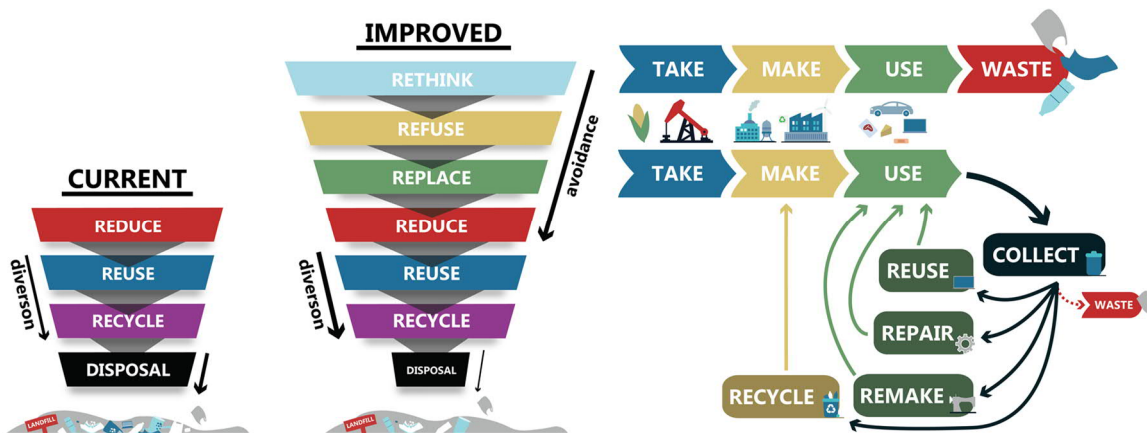 CURRENT
REDUCE
REUSE
RECYCLE
DISPOSAL
diverson
LANDFILL
IMPROVED
RETHINK
REFUSE
REPLACE
REDUCE
REUSE
RECYCLE
DISPOSAL
avoidance
diverson
LANDFILL
TAKE
MAKE
USE
WASTE
TAKE
MAKE
USE
COLLECT
REUSE
WASTE
REPAIR
RECYCLE
REMAKE